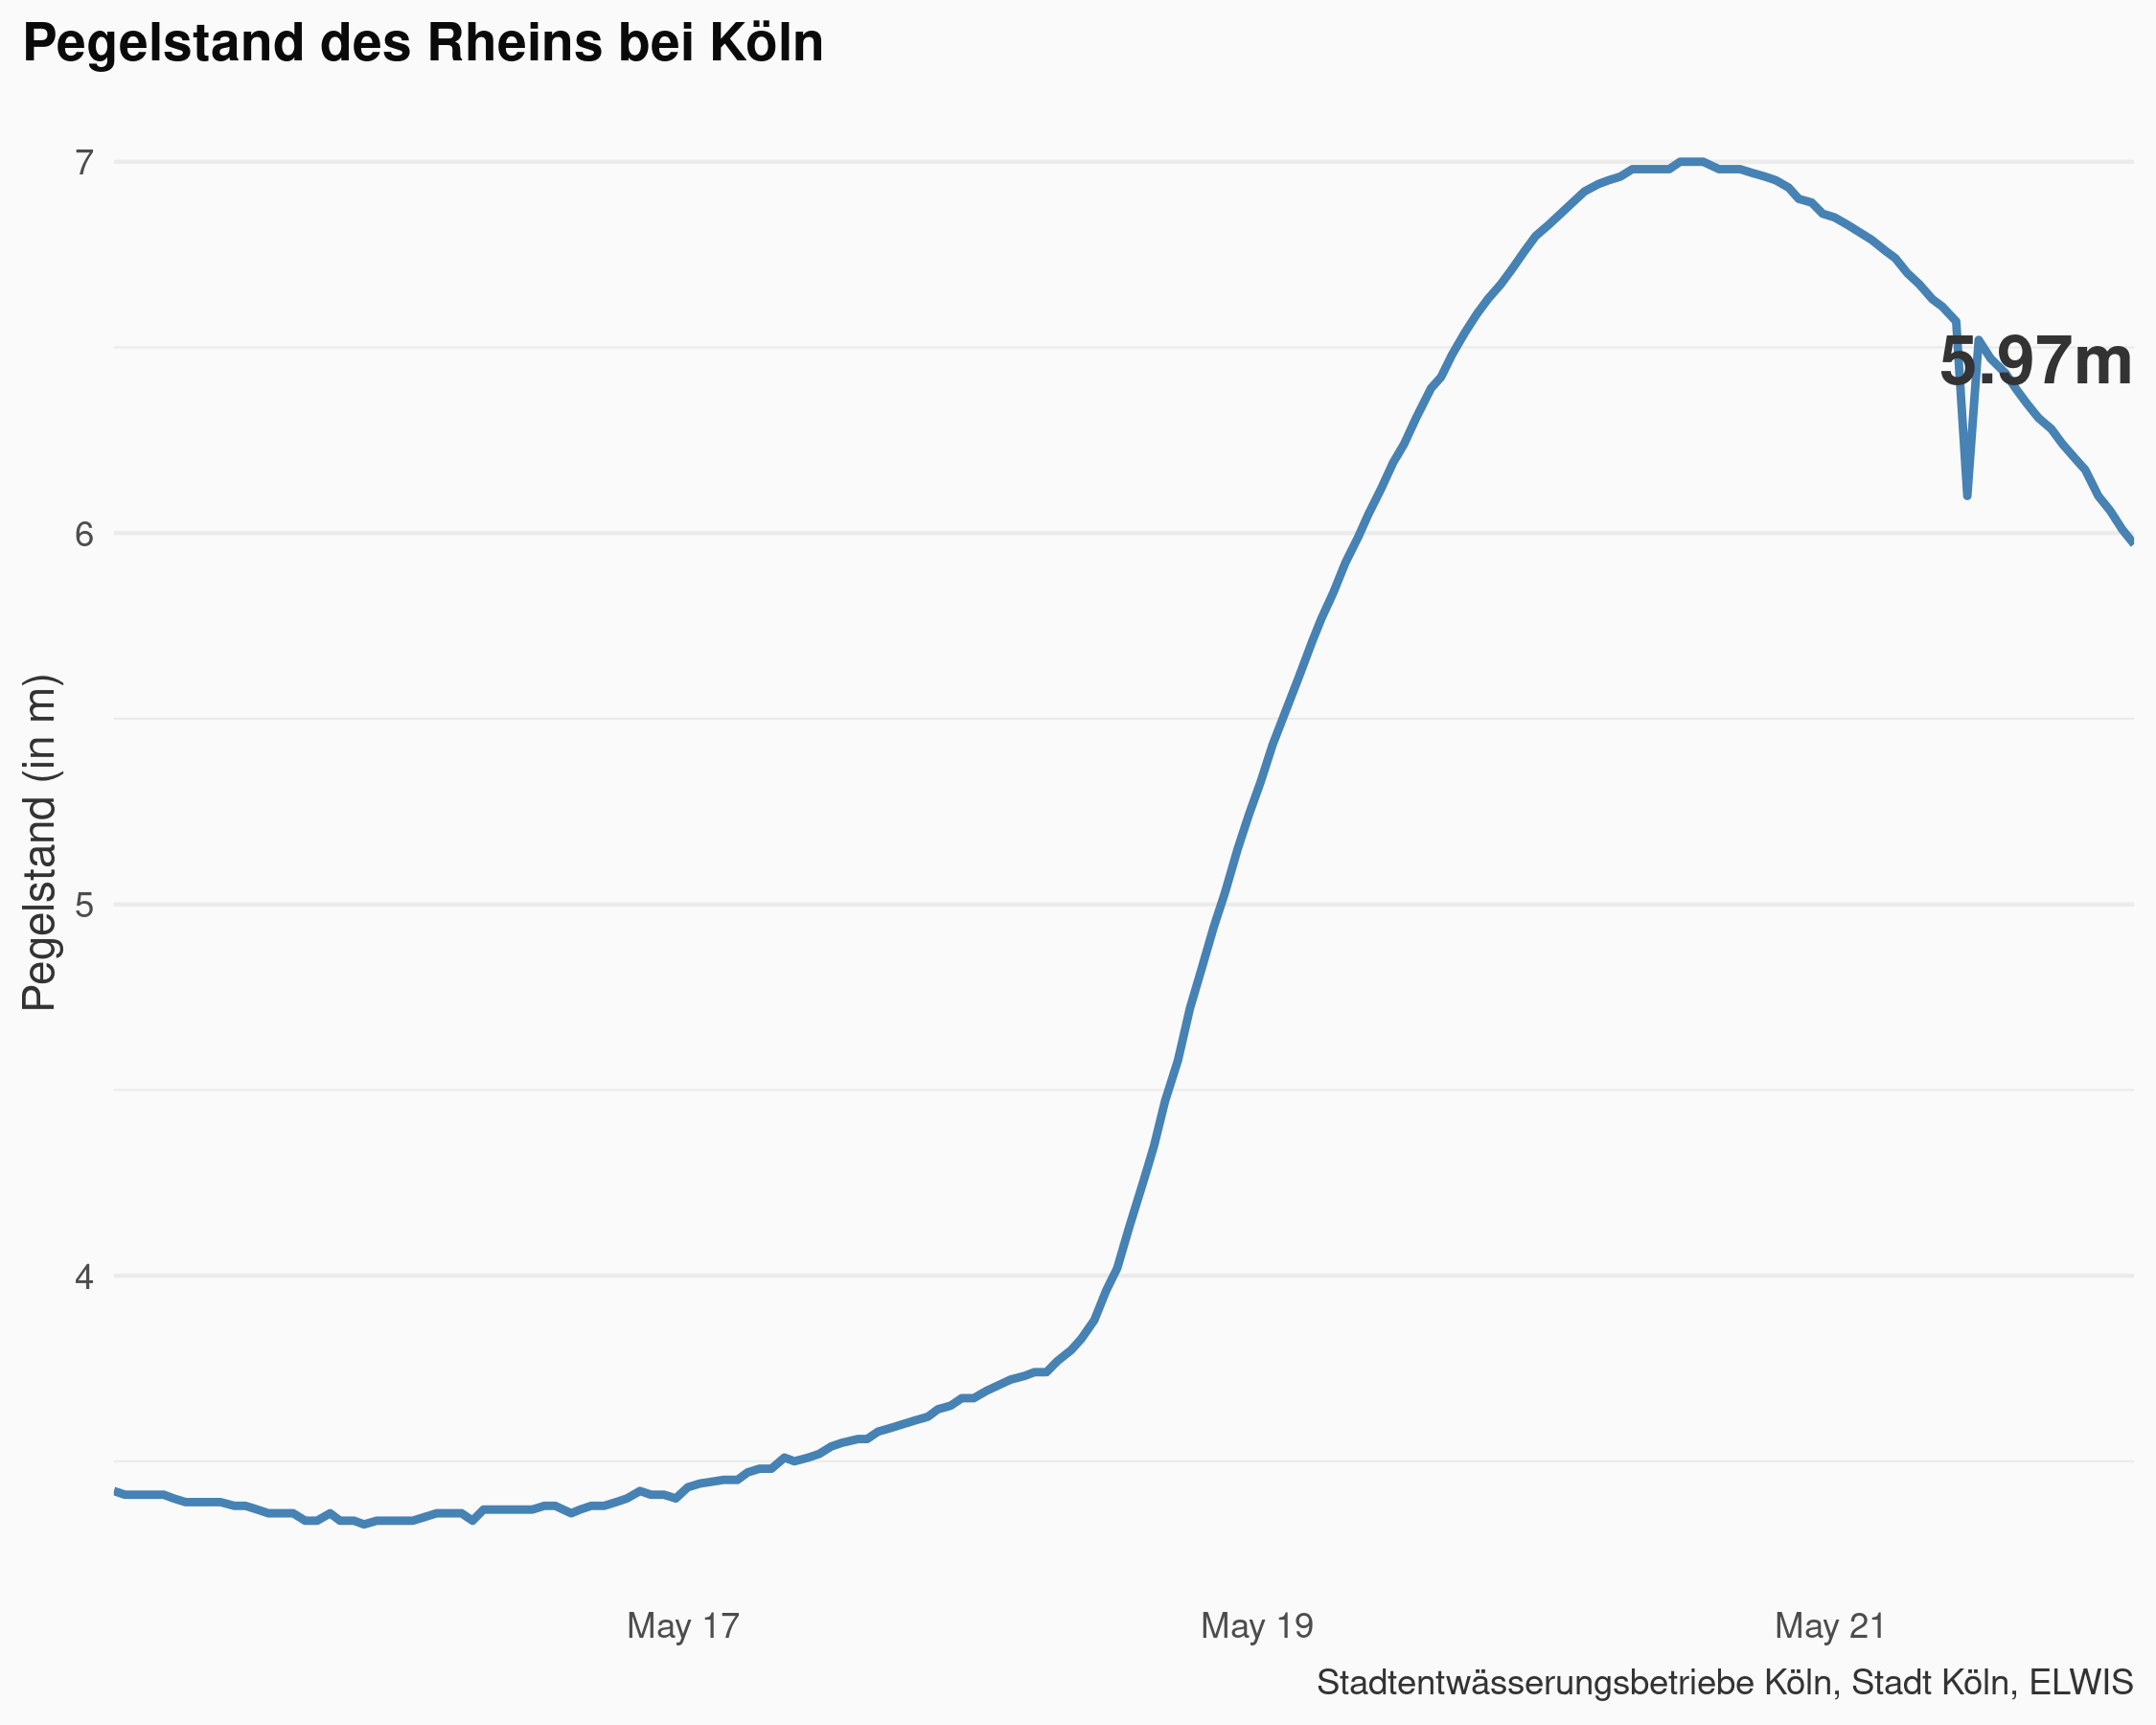 Pegelstand des Rheins bei Köln
Pegelstand (in m)
7
6
5
4
5.97m
May 17
May 19
May 21
Stadtentwässerungsbetriebe Köln, Stadt Köln, ELWIS